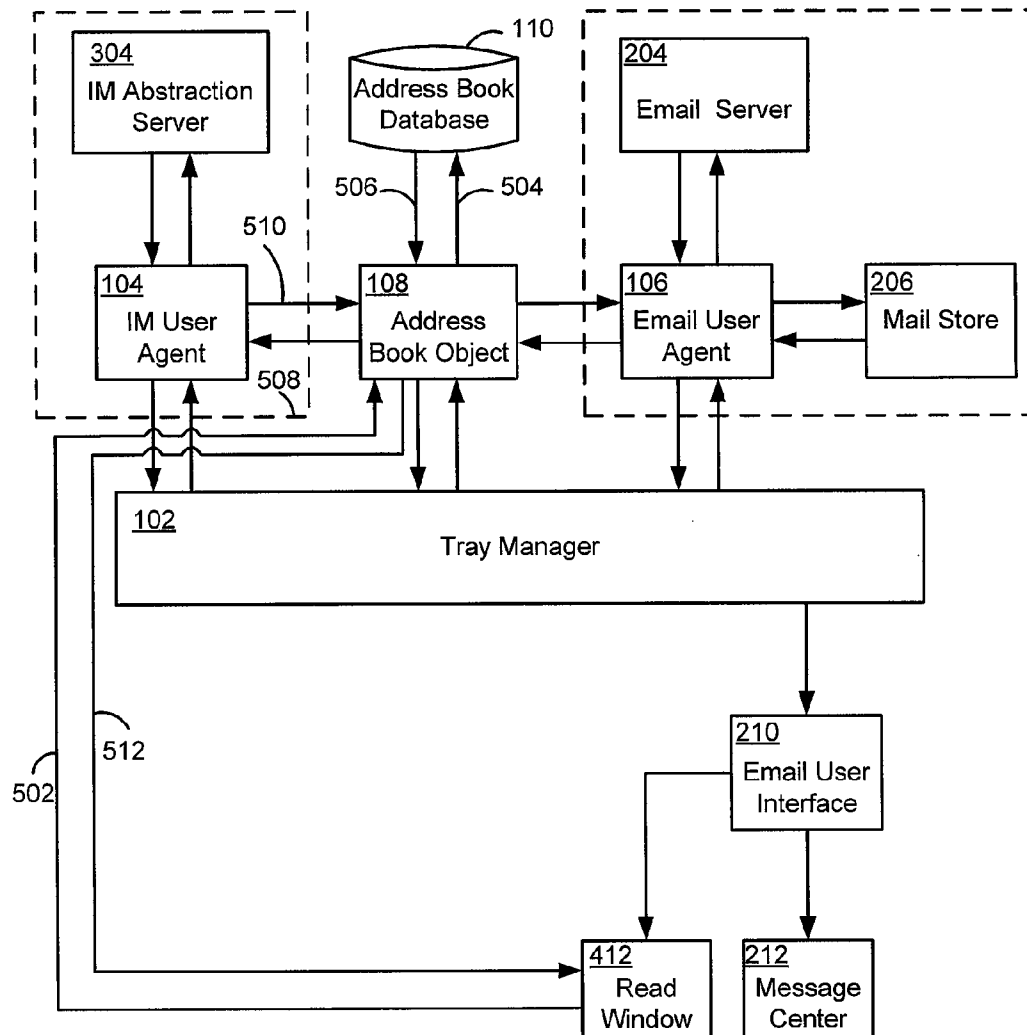 304
IM Abstraction
Server
110
Address Book
Database
204
Email Server
506
504
510
104
IM User
Agent
108
Address
Book Object
106
Email User
Agent
206
Mail Store
508
102
Tray Manager
512
502
210
Email User
Interface
412
Read
Window
212
Message
Center